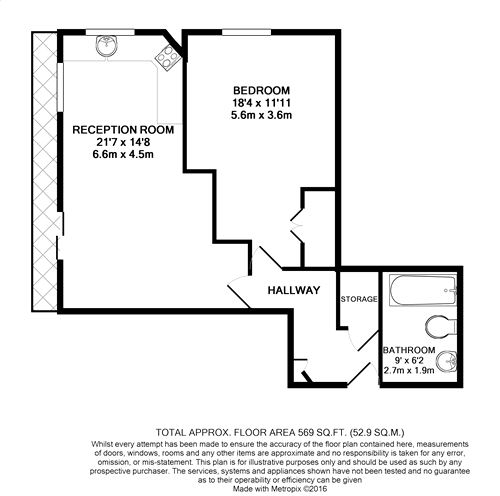 BEDROOM
18'4 x 11'11
5.6m x 3.6m
RECEPTION ROOM
21'7 x 14'8
6.6m x 4.5m
HALLWAY
STORAGE
BATHROOM
9' x 6'2
2.7m x 1.9m
TOTAL APPROX. FLOOR AREA 569 SQ.FT. (52.9 SQ.M.)
Whilst every attempt has been made to ensure the accuracy of the floor plan contained here, measurements
of doors, windows, rooms and any other items are approximate and no responsibility is taken for any error,
omission, or mis-statement. This plan is for illustrative purposes only and should be used as such by any
prospective purchaser. The services, systems and appliances shown have not been tested and no guarantee
as to their operability or efficiency can be given
Made with Metropix ©2016